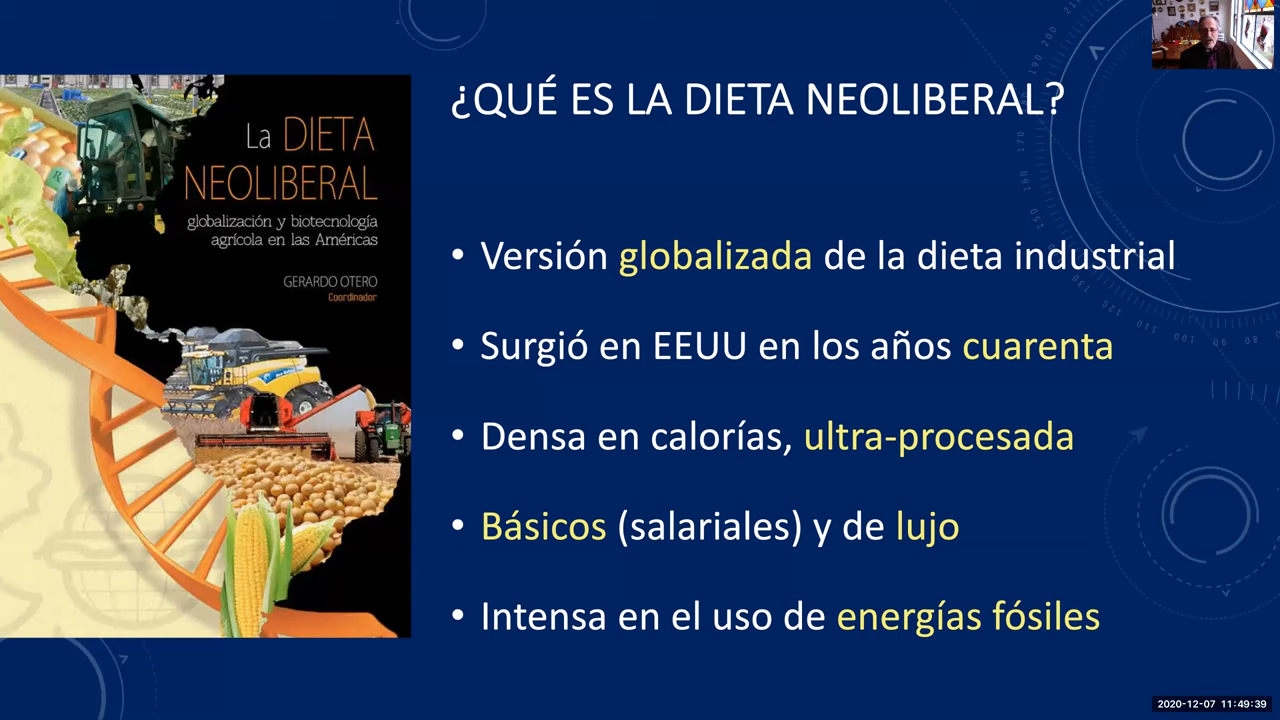 La DIETA
NEOLIBERAL
globalización y biotecnología
agrícola en las Américas
GERARDO OTERO
Coordinador
¿QUÉ ES LA DIETA NEOLIBERAL?
• Versión globalizada de la dieta industrial
• Surgió en EEUU en los años cuarenta
• Densa en calorías, ultra-procesada
• Básicos (salariales) y de lujo
• Intensa en el uso de energías fósiles
2020-12-07 11:49:39